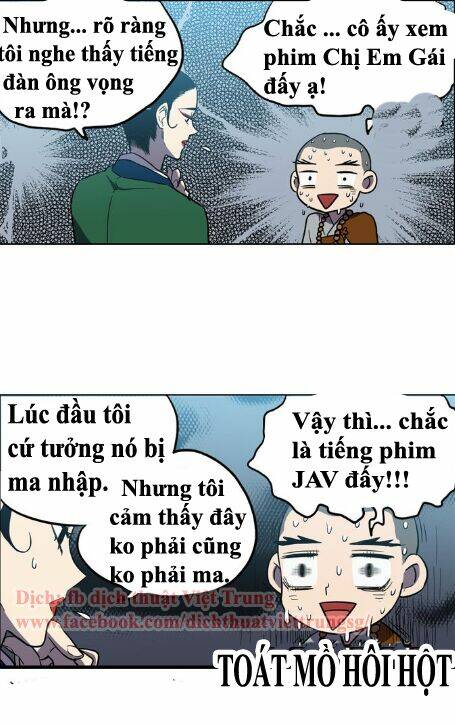 Nhưng... rõ ràng
tôi nghe thấy tiếng
đàn ông vọng
ra mà!?
Chắc... cô ấy xem
phim Chị Em Gái
đấy ạ!
Lúc đầu tôi
cứ tưởng nó bị
ma nhập.
Nhưng tôi
cảm thấy đây
ko phải cũng
ko phải ma.
Vậy thì... chắc
là tiếng phim
JAV đấy!!!
Dịch: fb dịch thuật Việt Trung
www.facebook.com/dichthuatviettrungsg/
TOÁT MỒ HÔI HỘT